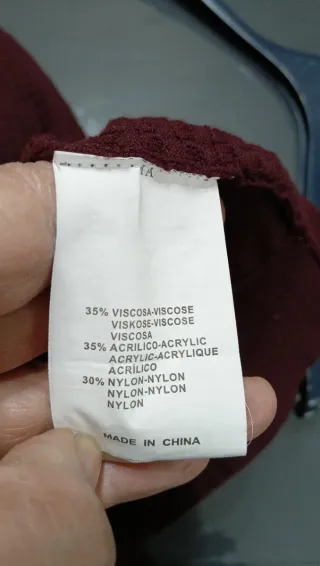 35% VISCOSA-VISCOSE
VISKOSE-VISCOSE
VISCOSA
35% ACRILICO-ACRYLIC
ACRYLIC-ACRYLIQUE
ACRÍLICO
30% NYLON-NYLON
NYLON-NYLON
NYLON
MADE IN CHINA